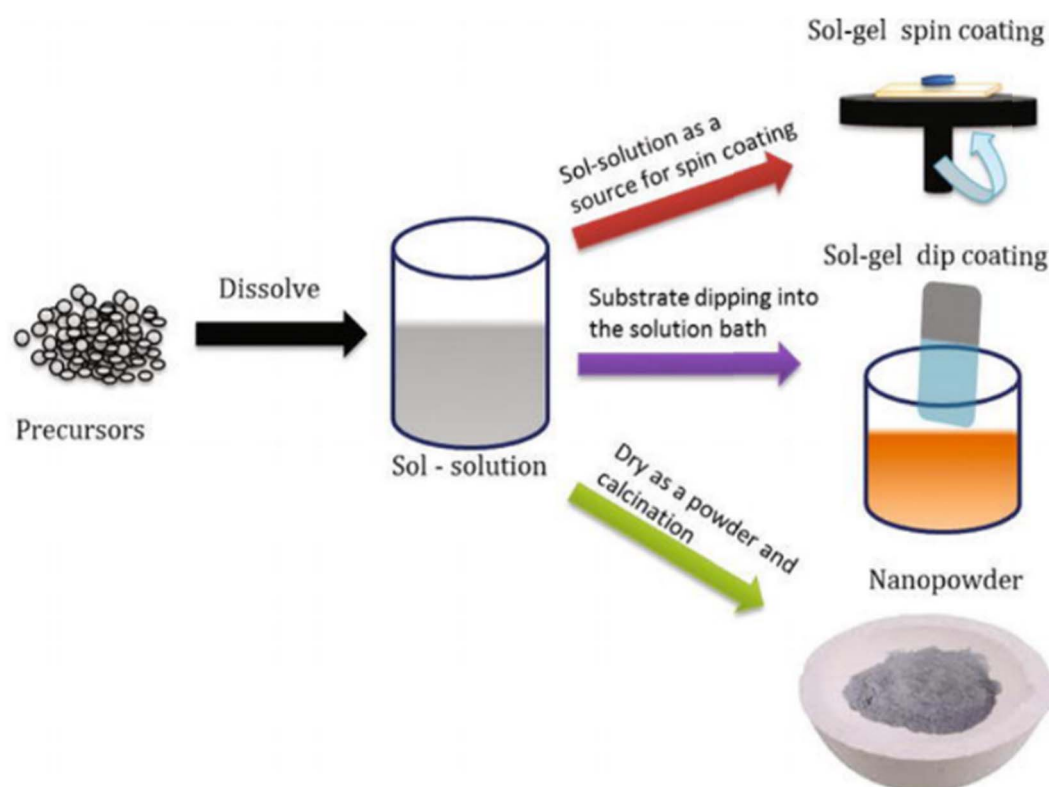 Sol-gel spin coating
Sol-solution as a
source for spin coating
Dissolve
Precursors
Sol - solution
Substrate dipping into
the solution bath
Sol-gel dip coating
Dry as a powder and
calcination
Nanopowder